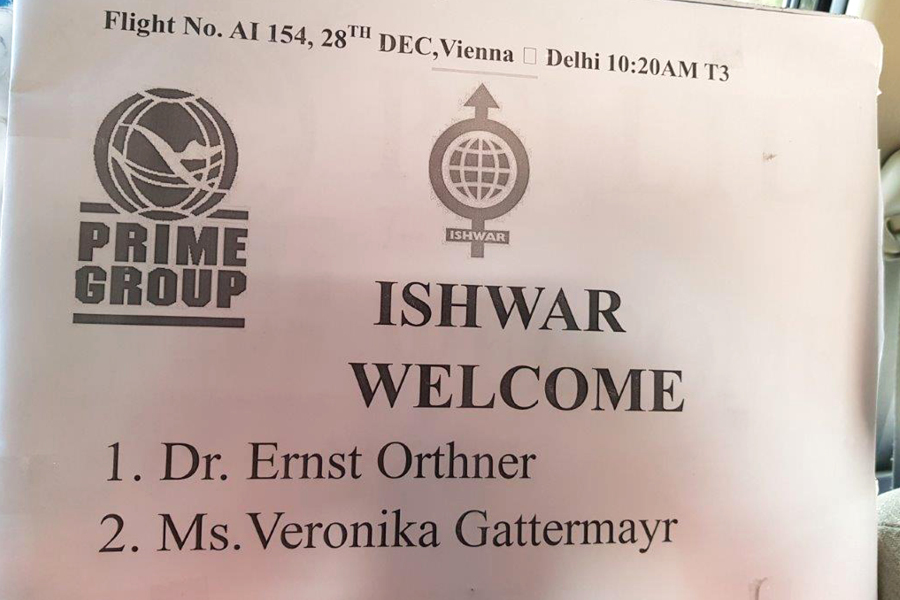 Flight No. AI 154, 28TH DEC,Vienna □ Delhi 10:20AM T3
PRIME
GROUP
ISHWAR
ISHWAR
WELCOME
1. Dr. Ernst Orthner
2. Ms. Veronika Gattermayr